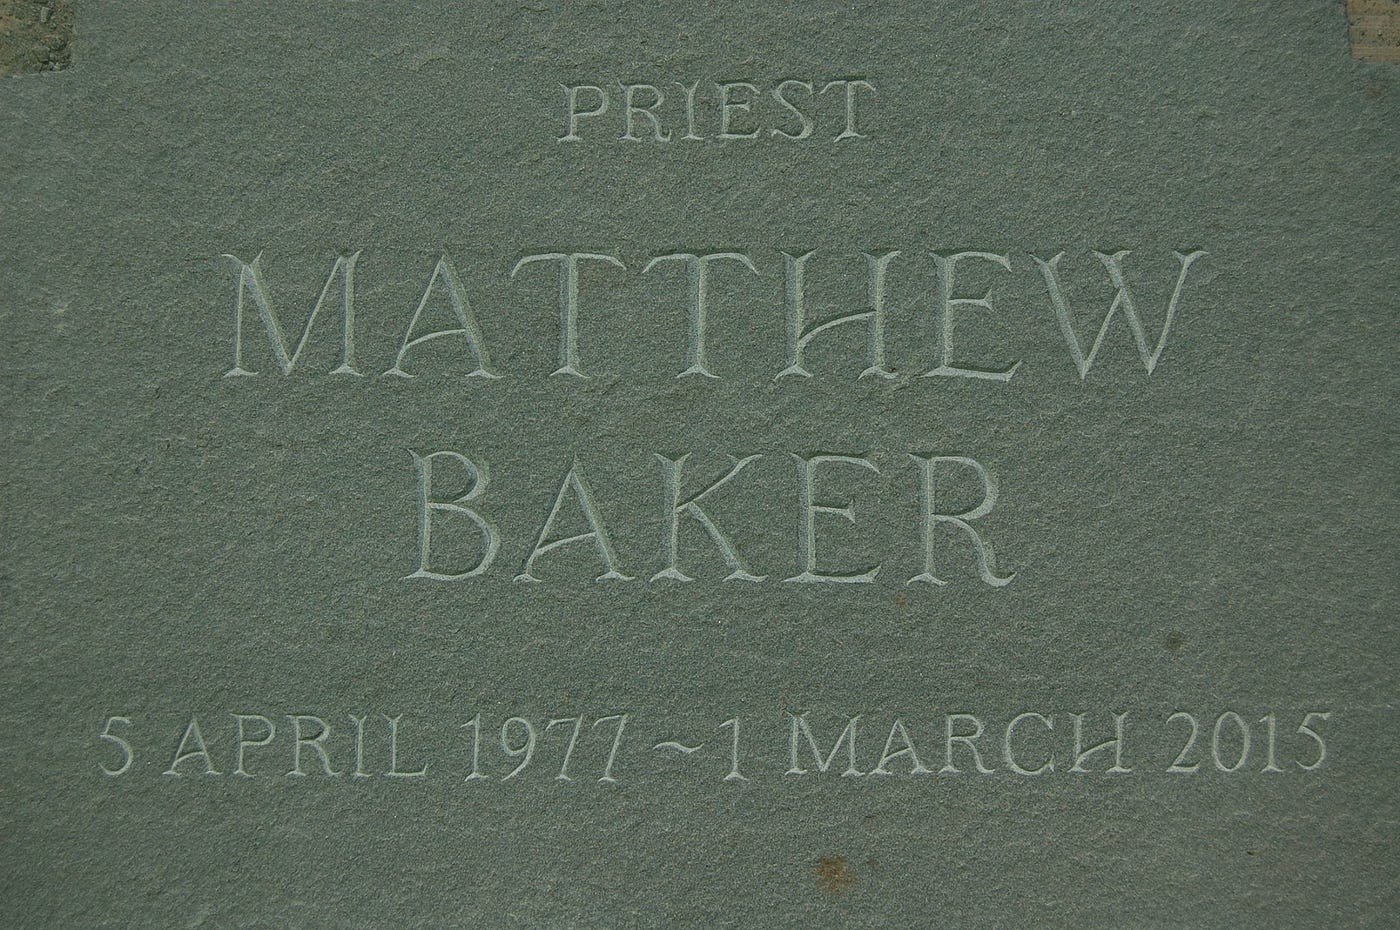 PRIEST
MATTHEW
BAKER
5 APRIL 1977 ~ 1 MARCH 2015